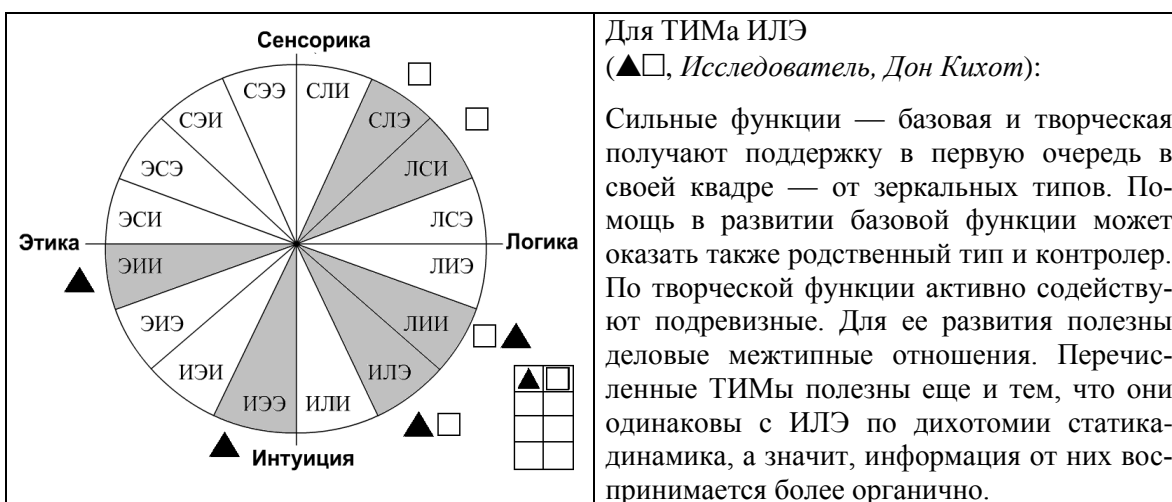 Сенсорика
СЭЭ СЛИ
СЭИ СЛЭ
ЭСЭ ЛСИ
ЭСИ ЛСЭ
Этика Логика
ЭИИ ЛИЭ
ЭИЭ ЛИИ
ИЭИ ИЛЭ
ИЭЭ ИЛИ
Интуиция
Для ТИМа ИЛЭ
(▲□, Исследователь, Дон Кихот):
Сильные функции — базовая и творческая
получают поддержку в первую очередь в
своей квадре — от зеркальных типов. По-
мощь в развитии базовой функции может
оказать также родственный тип и контролер.
По творческой функции активно содейству-
ют подревизные. Для ее развития полезны
деловые межтипные отношения. Перечис-
ленные ТИМы полезны еще и тем, что они
одинаковы с ИЛЭ по дихотомии статика-
динамика, а значит, информация от них вос-
принимается более органично.